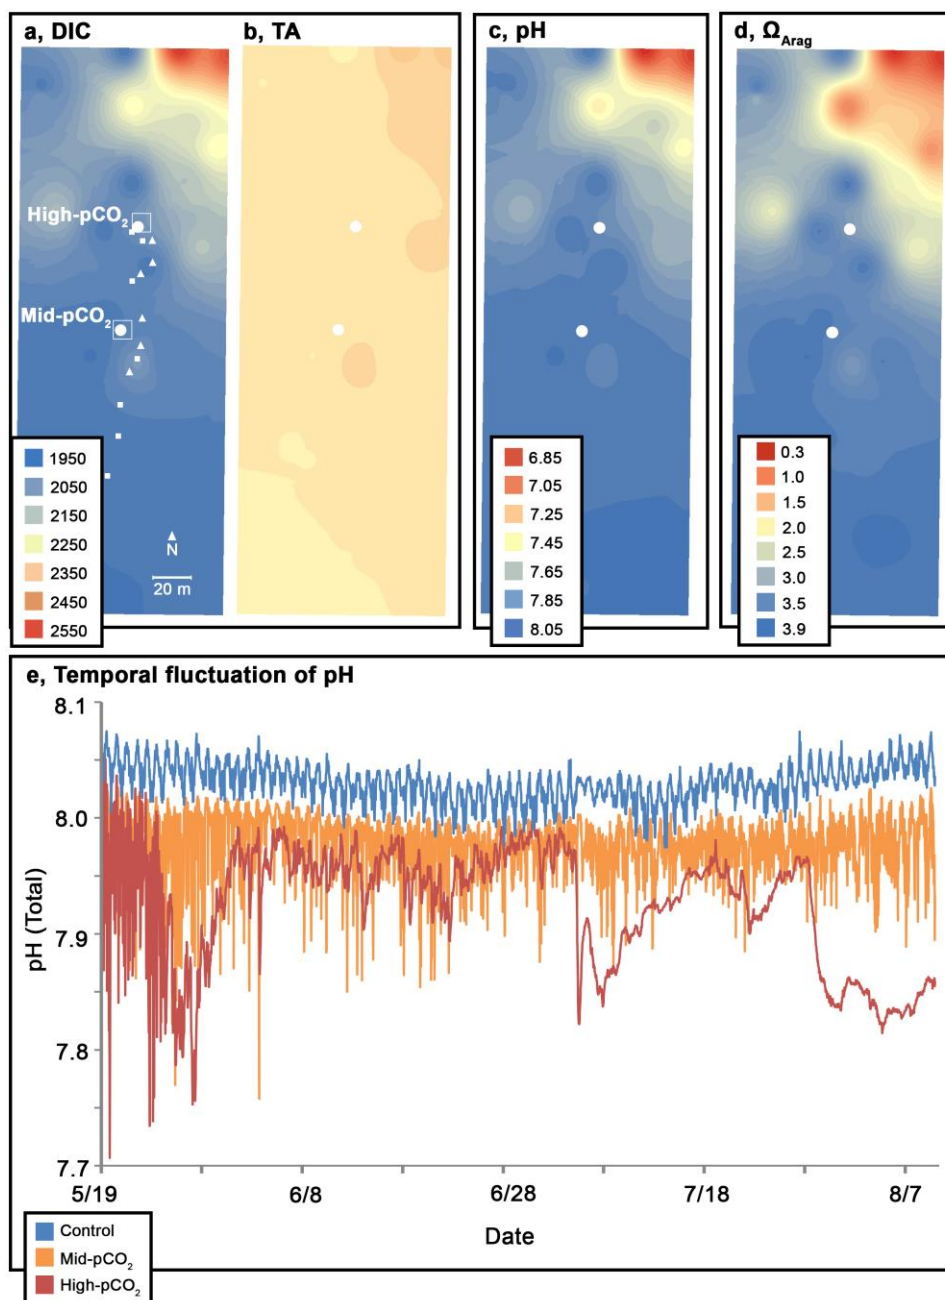 a, DIC
b, TA
c, pH
d, ΩArag
High-pCO₂
Mid-pCO₂
1950
2050
2150
2250
2350
2450
2550
N
20 m
6.85
7.05
7.25
7.45
7.65
7.85
8.05
0.3
1.0
1.5
2.0
2.5
3.0
3.5
3.9
e, Temporal fluctuation of pH
pH (Total)
8.1
8.0
7.9
7.8
7.7
5/19
6/8
6/28
7/18
8/7
Date
Control
Mid-pCO₂
High-pCO₂